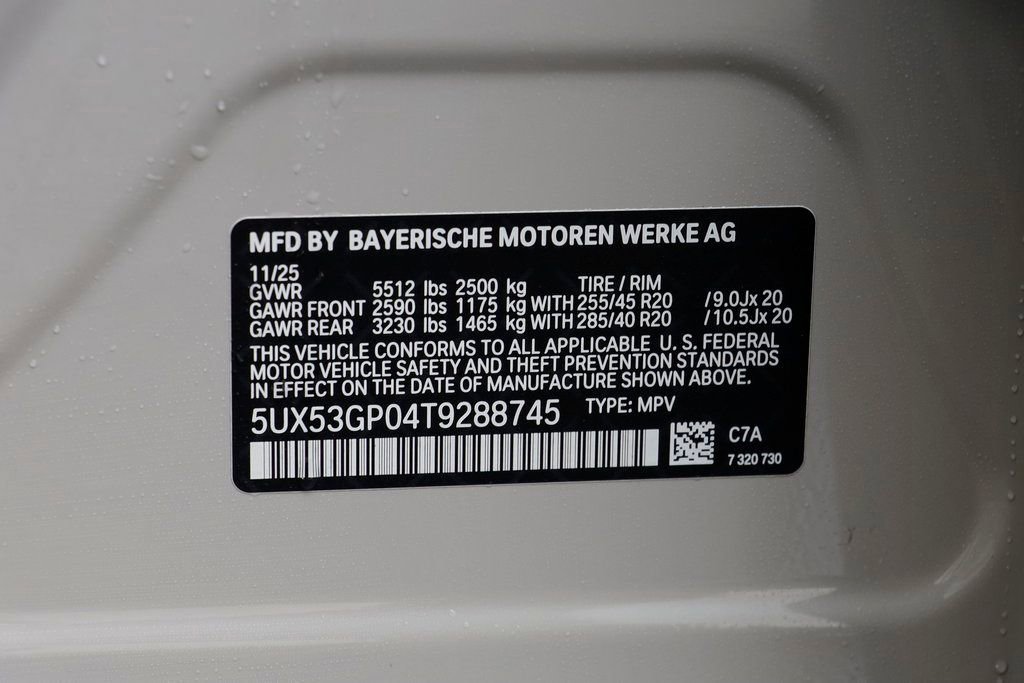 MFD BY BAYERISCHE MOTOREN WERKE AG
11/25
GVWR 5512 lbs 2500 kg TIRE / RIM
GAWR FRONT 2590 lbs 1175 kg WITH 255/45 R20 /9.0Jx 20
GAWR REAR 3230 lbs 1465 kg WITH 285/40 R20 /10.5Jx 20
THIS VEHICLE CONFORMS TO ALL APPLICABLE U. S. FEDERAL
MOTOR VEHICLE SAFETY AND THEFT PREVENTION STANDARDS
IN EFFECT ON THE DATE OF MANUFACTURE SHOWN ABOVE.
5UX53GP04T9288745 TYPE: MPV
C7A
7 320 730